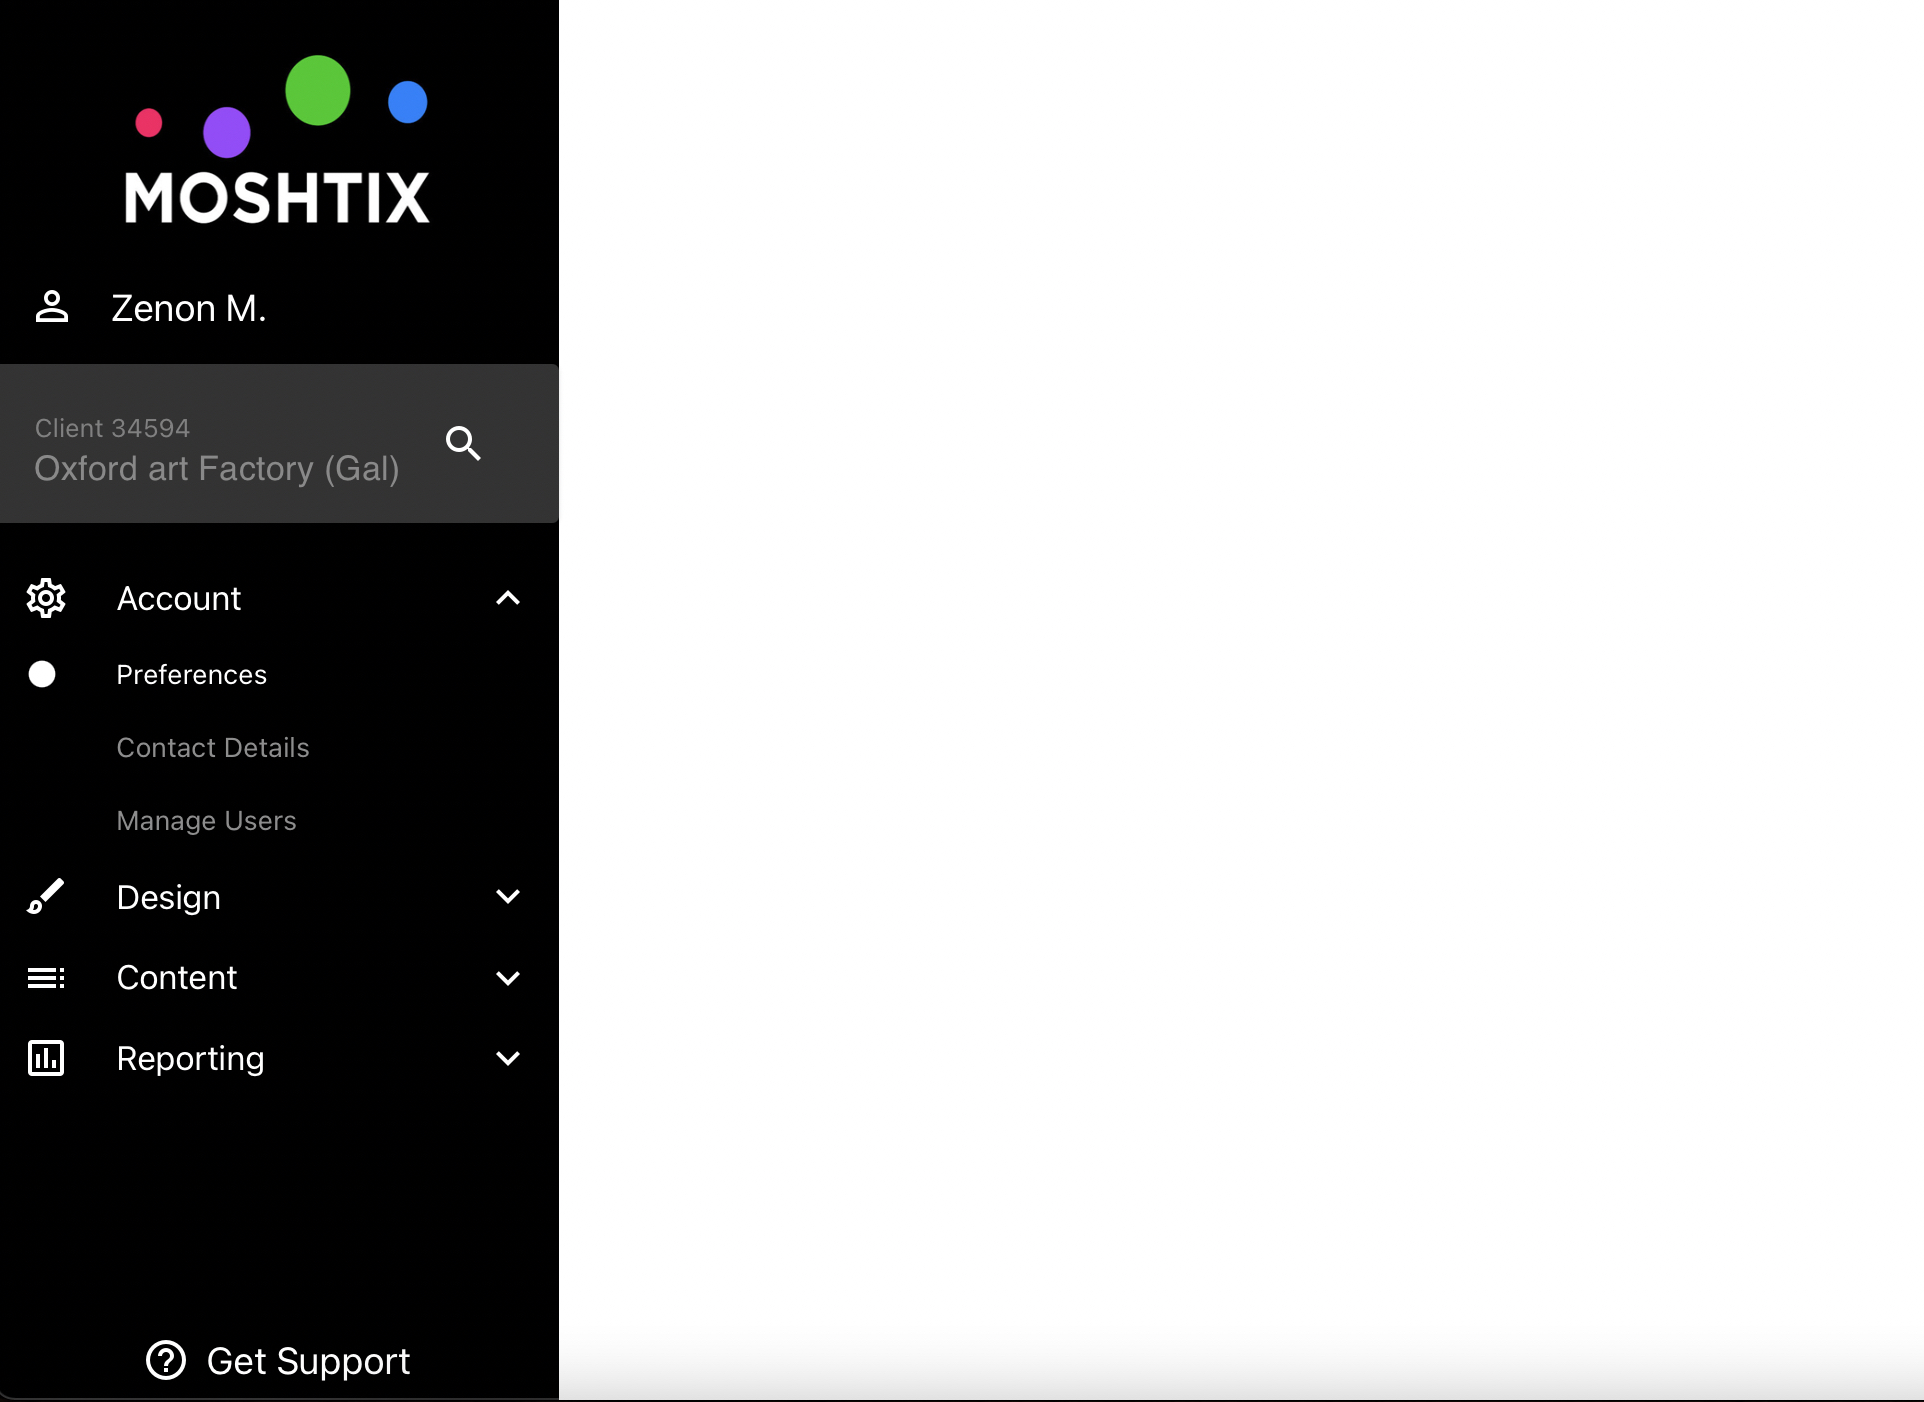 MOSHTIX
Zenon M.
Client 34594
Oxford art Factory (Gal)
Account
Preferences
Contact Details
Manage Users
Design
Content
Reporting
Get Support